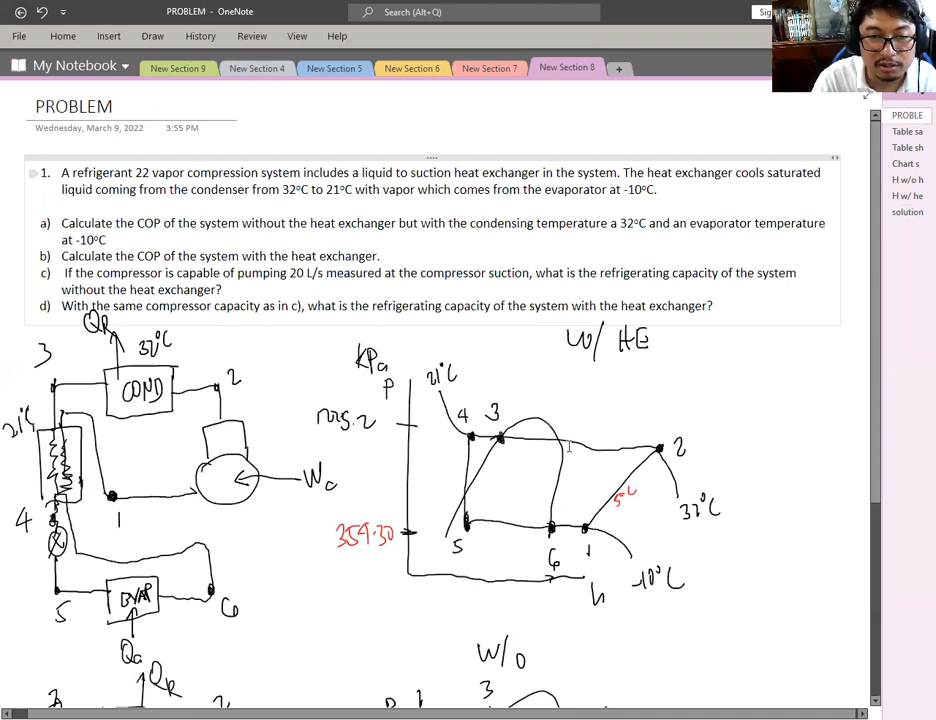 PROBLEM - OneNote
Search (Alt+Q)
File Home Insert Draw History Review View Help
My Notebook
New Section 9 New Section 4 New Section 5 New Section 6 New Section 7 New Section 8
PROBLEM
Wednesday, March 9, 2022 3:55 PM
1. A refrigerant 22 vapor compression system includes a liquid to suction heat exchanger in the system. The heat exchanger cools saturated
liquid coming from the condenser from 32°C to 21°C with vapor which comes from the evaporator at -10°C.
a) Calculate the COP of the system without the heat exchanger but with the condensing temperature a 32°C and an evaporator temperature
at -10°C
b) Calculate the COP of the system with the heat exchanger.
c) If the compressor is capable of pumping 20 L/s measured at the compressor suction, what is the refrigerating capacity of the system
without the heat exchanger?
d) With the same compressor capacity as in c), what is the refrigerating capacity of the system with the heat exchanger?
PROBLE
Table sa
Table sh
Chart s
H w/o h
H w/ he
solution
QR
32°C
3
COND
2
21°C
Wc
1
4
5
EVAP
6
Qa
QR
W/ HE
KPa
P
21°C
4
3
2
32°C
354.30
5
6
1
-10°C
h
W/O
3